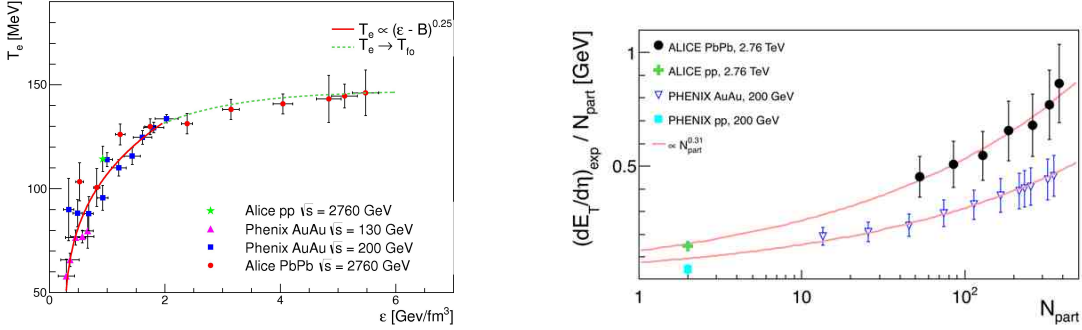 T_e [MeV]
T_e ∝ (ε - B)^0.25
T_e → T_fo
150
100
50
Alice pp √s = 2760 GeV
Phenix AuAu √s = 130 GeV
Phenix AuAu √s = 200 GeV
Alice PbPb √s = 2760 GeV
0 1 2 3 4 5 6
ε [Gev/fm³]
(dE_T/dη)_exp / N_part [GeV]
1
0.5
ALICE PbPb, 2.76 TeV
ALICE pp, 2.76 TeV
PHENIX AuAu, 200 GeV
PHENIX pp, 200 GeV
∝ N_part^0.31
1 10 10²
N_part